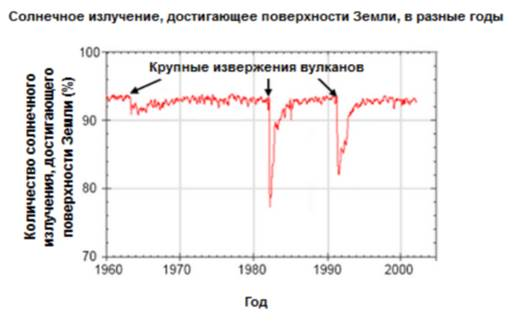 Солнечное излучение, достигающее поверхности Земли, в разные годы
Количество солнечного
излучения, достигающего
поверхности Земли (%)
100
90
80
70
Крупные извержения вулканов
1960
1970
1980
1990
2000
Год